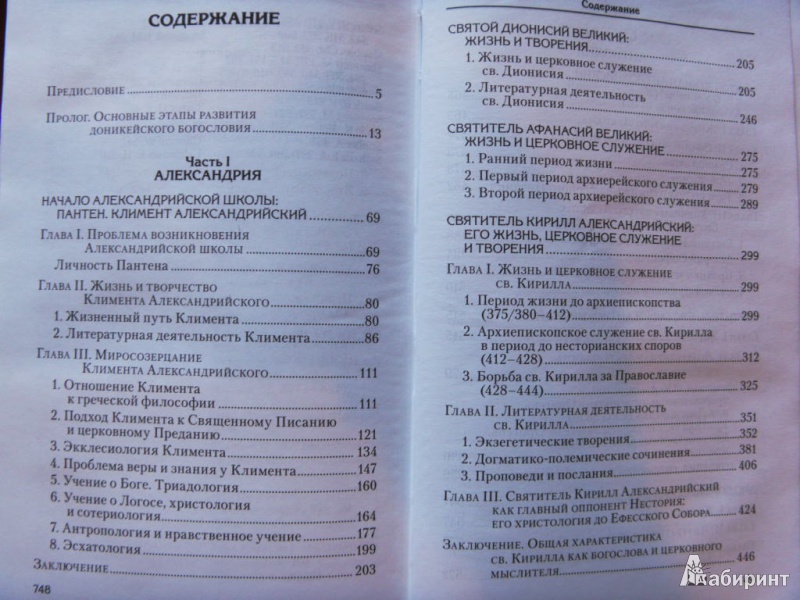 СОДЕРЖАНИЕ
Предисловие 5
Пролог. Основные этапы развития
доникейского богословия 13
Часть I
АЛЕКСАНДРИЯ
НАЧАЛО АЛЕКСАНДРИЙСКОЙ ШКОЛЫ:
ПАНТЕН. КЛИМЕНТ АЛЕКСАНДРИЙСКИЙ 69
Глава I. Проблема возникновения
Александрийской школы 69
Личность Пантена 76
Глава II. Жизнь и творчество
Климента Александрийского 80
1. Жизненный путь Климента 80
2. Литературная деятельность Климента 86
Глава III. Миросозерцание
Климента Александрийского 111
1. Отношение Климента
к греческой философии 111
2. Подход Климента к Священному Писанию
и церковному Преданию 121
3. Экклесиология Климента 134
4. Проблема веры и знания у Климента 147
5. Учение о Боге. Триадология 160
6. Учение о Логосе, христология
и сотериология 164
7. Антропология и нравственное учение 177
8. Эсхатология 199
Заключение 203
748
Содержание
СВЯТОЙ ДИОНИСИЙ ВЕЛИКИЙ:
ЖИЗНЬ И ТВОРЕНИЯ 205
1. Жизнь и церковное служение
св. Дионисия 205
2. Литературная деятельность
св. Дионисия 246
СВЯТИТЕЛЬ АФАНАСИЙ ВЕЛИКИЙ:
ЖИЗНЬ И ЦЕРКОВНОЕ СЛУЖЕНИЕ 275
1. Ранний период жизни 275
2. Первый период архиерейского служения 279
3. Второй период архиерейского служения 289
СВЯТИТЕЛЬ КИРИЛЛ АЛЕКСАНДРИЙСКИЙ:
ЕГО ЖИЗНЬ, ЦЕРКОВНОЕ СЛУЖЕНИЕ
И ТВОРЕНИЯ 299
Глава I. Жизнь и церковное служение
св. Кирилла 299
1. Период жизни до архиепископства
(375/380–412) 299
2. Архиепископское служение св. Кирилла
в период до несторианских споров
(412–428) 312
3. Борьба св. Кирилла за Православие
(428–444) 325
Глава II. Литературная деятельность
св. Кирилла 351
1. Экзегетические творения 352
2. Догматико-полемические сочинения 381
3. Проповеди и послания 406
Глава III. Святитель Кирилл Александрийский
как главный оппонент Нестория:
его христология до Ефесского Собора 424
Заключение. Общая характеристика
св. Кирилла как богослова и церковного
мыслителя 446
Лабиринт